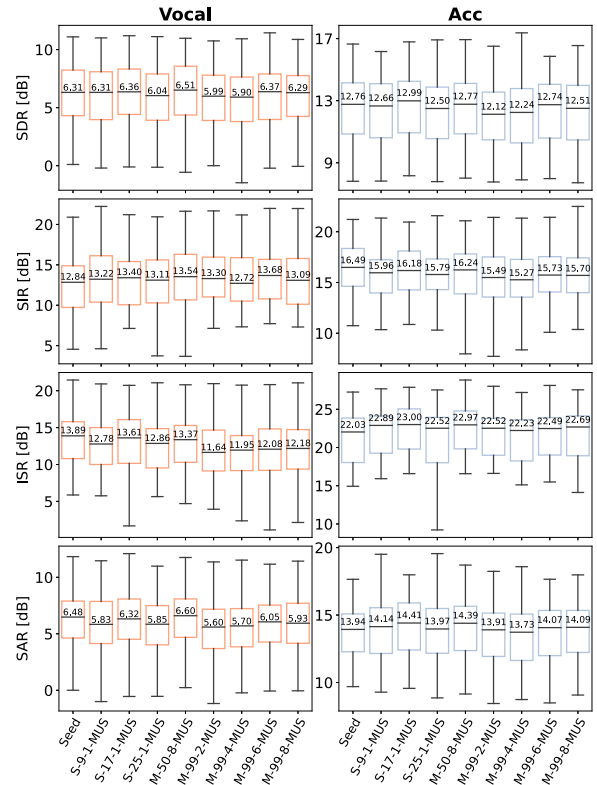 Vocal
Acc
SDR [dB]
10
5
0
6.31 6.31 6.36 6.04 6.51 5.99 5.90 6.37 6.29
17
13
9
12.76 12.66 12.99 12.50 12.77 12.12 12.24 12.74 12.51
SIR [dB]
20
15
10
5
12.84 13.22 13.40 13.11 13.54 13.30 12.72 13.68 13.09
20
15
10
16.49 15.96 16.18 15.79 16.24 15.49 15.27 15.73 15.70
ISR [dB]
20
15
10
5
13.89 12.78 13.61 12.86 13.37 11.64 11.95 12.08 12.18
25
20
15
10
22.03 22.89 23.00 22.52 22.97 22.52 22.23 22.49 22.69
SAR [dB]
10
5
0
6.48 5.83 6.32 5.85 6.60 5.60 5.70 6.05 5.93
20
15
10
13.94 14.14 14.41 13.97 14.39 13.91 13.73 14.07 14.09
Seed S-9-1-MUS S-17-1-MUS S-25-1-MUS M-50-8-MUS M-99-2-MUS M-99-4-MUS M-99-6-MUS M-99-8-MUS
Seed S-9-1-MUS S-17-1-MUS S-25-1-MUS M-50-8-MUS M-99-2-MUS M-99-4-MUS M-99-6-MUS M-99-8-MUS